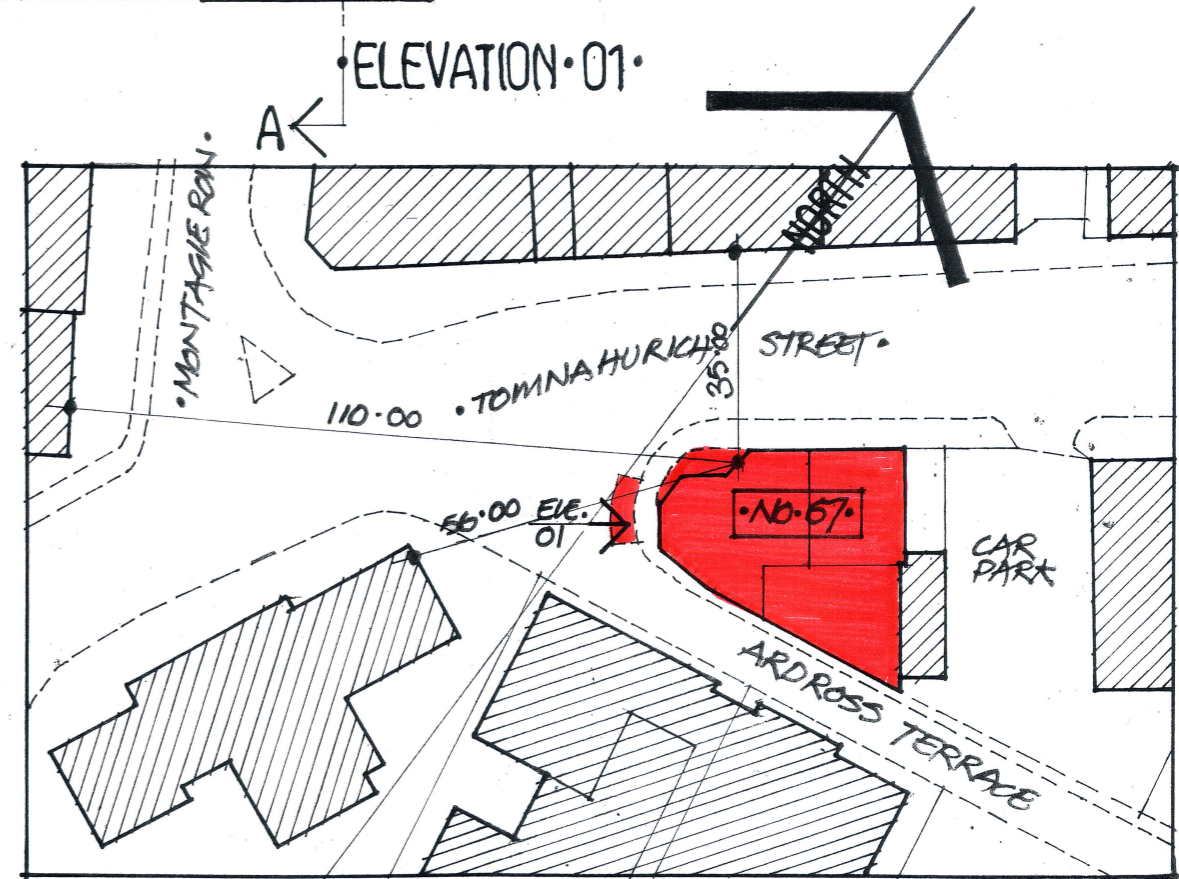 •ELEVATION•01•
A
NORTH
•MONTAGUE ROW•
•TOMNAHURICH STREET•
35•00
110•00
56•00
ELE.
01
•NO•67•
CAR
PARK
ARDROSS TERRACE